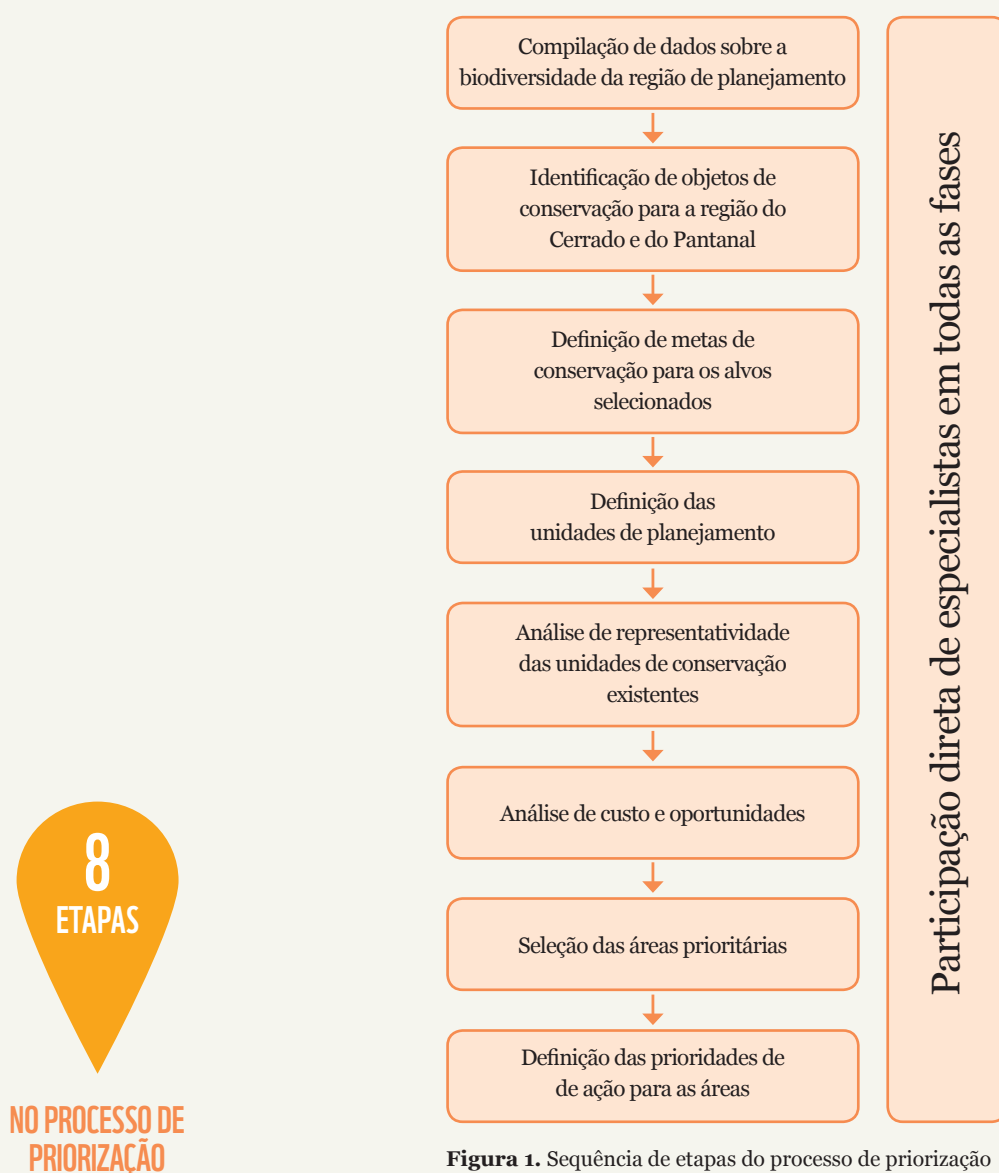 Compilação de dados sobre a
biodiversidade da região de planejamento
Identificação de objetos de
conservação para a região do
Cerrado e do Pantanal
Definição de metas de
conservação para os alvos
selecionados
Definição das
unidades de planejamento
Análise de representatividade
das unidades de conservação
existentes
Análise de custo e oportunidades
Seleção das áreas prioritárias
Definição das prioridades de
de ação para as áreas
Participação direta de especialistas em todas as fases
8
ETAPAS
NO PROCESSO DE
PRIORIZAÇÃO
Figura 1. Sequência de etapas do processo de priorização